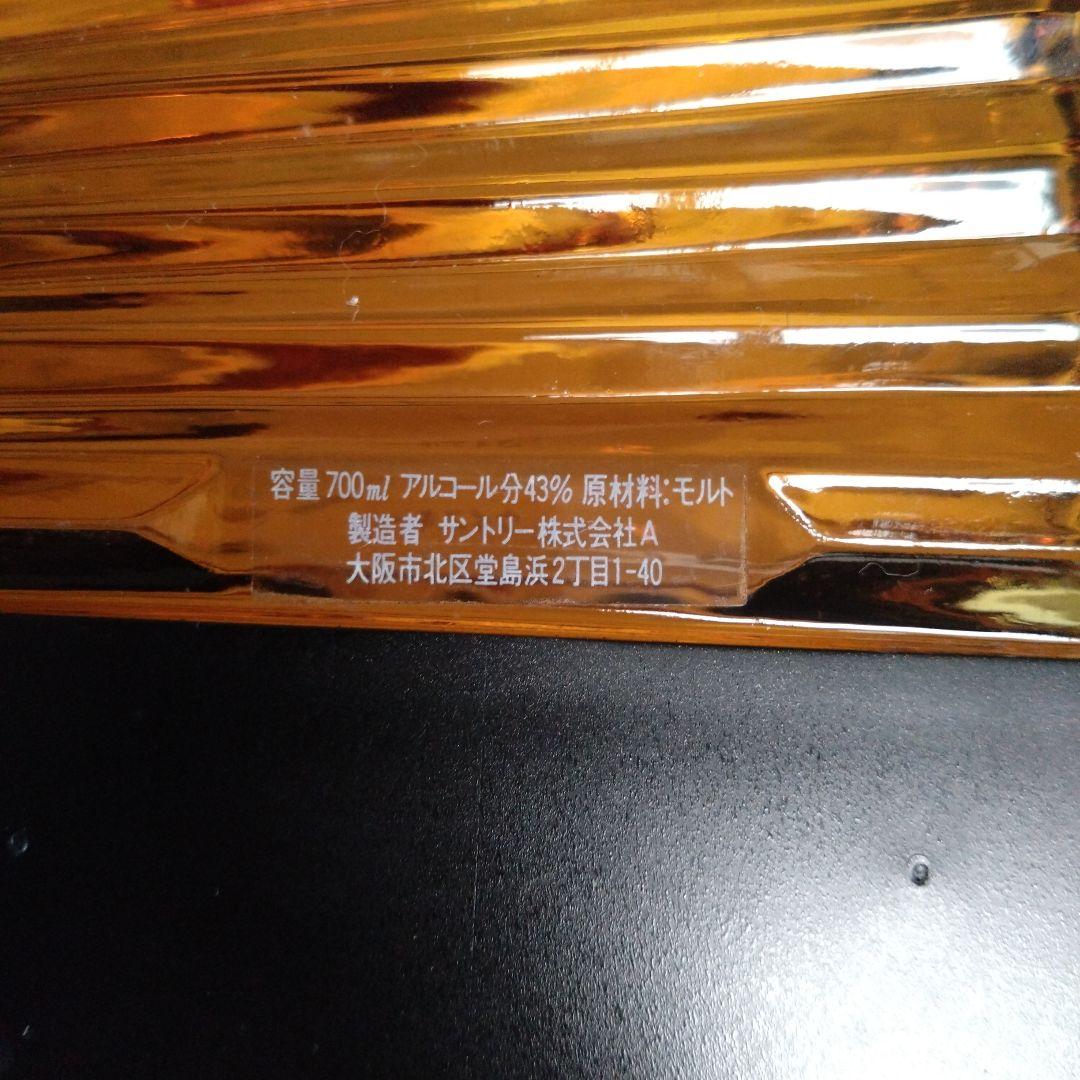 容量700ml アルコール分43% 原材料:モルト
製造者 サントリー株式会社A
大阪市北区堂島浜2丁目1-40